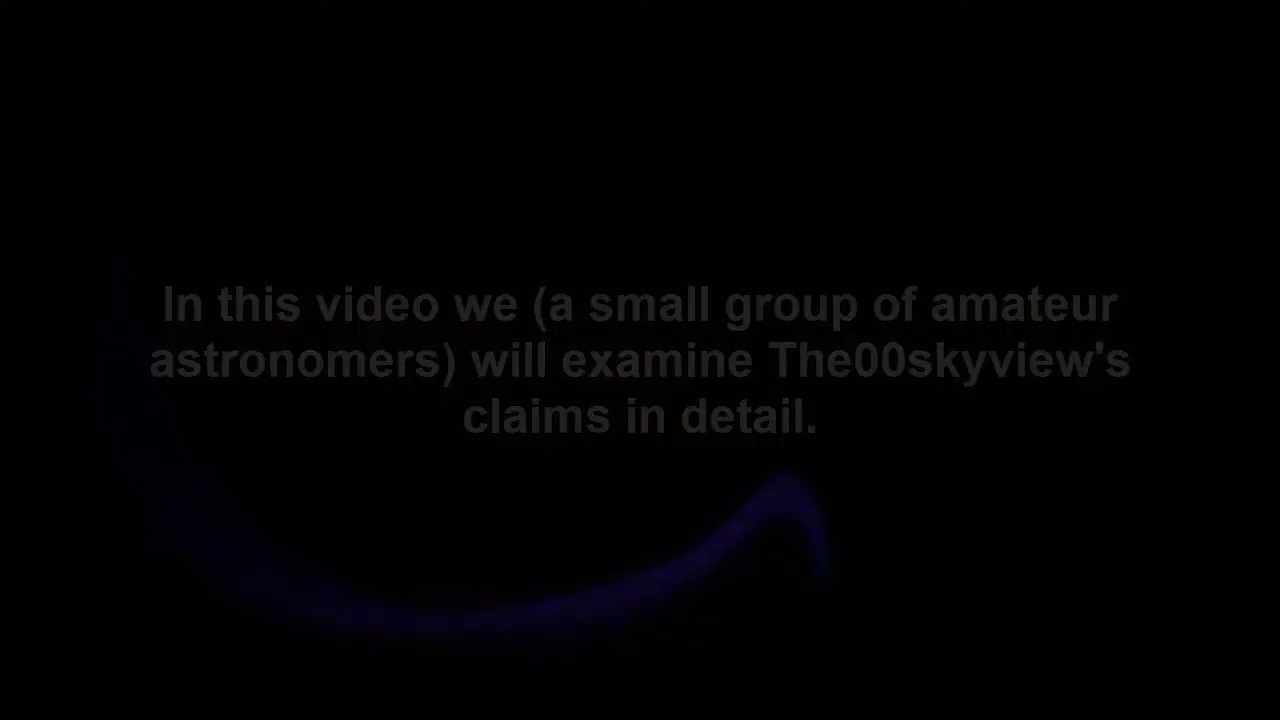 In this video we (a small group of amateur
astronomers) will examine The00skyview's
claims in detail.